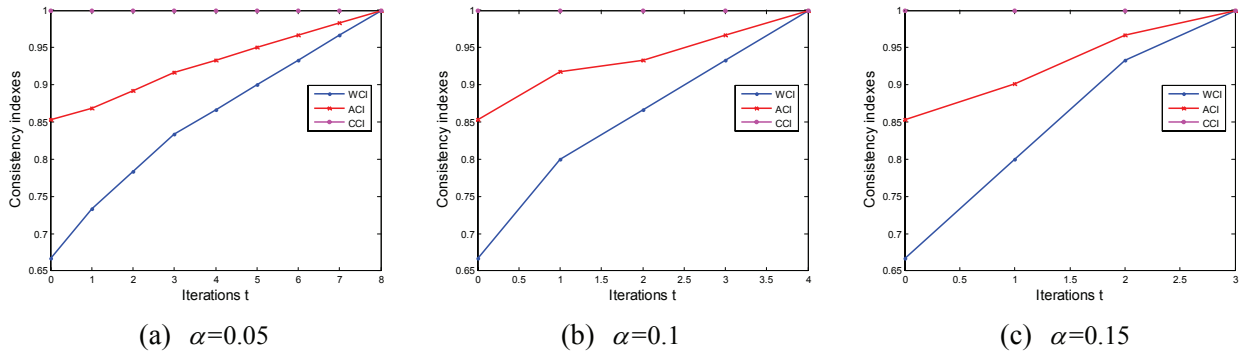 Consistency indexes
1
0.95
0.9
0.85
0.8
0.75
0.7
0.65
0 1 2 3 4 5 6 7 8
Iterations t
WCI
ACI
CCI
(a) α=0.05
Consistency indexes
1
0.95
0.9
0.85
0.8
0.75
0.7
0.65
0 0.5 1 1.5 2 2.5 3 3.5 4
Iterations t
WCI
ACI
CCI
(b) α=0.1
Consistency indexes
1
0.95
0.9
0.85
0.8
0.75
0.7
0.65
0 0.5 1 1.5 2 2.5 3
Iterations t
WCI
ACI
CCI
(c) α=0.15